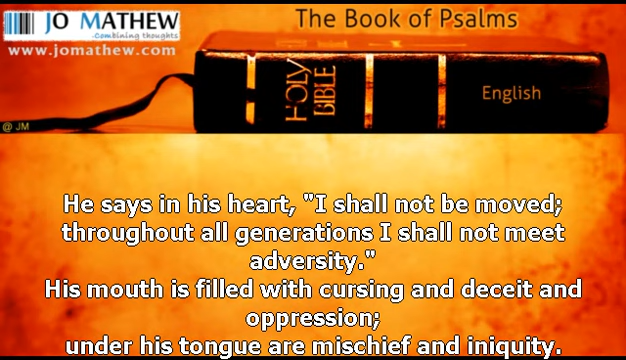 JO MATHEW
-Combining thoughts
www.jomathew.com
The Book of Psalms
HOLY
BIBLE
English
@ JM
He says in his heart, "I shall not be moved;
throughout all generations I shall not meet
adversity."
His mouth is filled with cursing and deceit and
oppression;
under his tongue are mischief and iniquity.